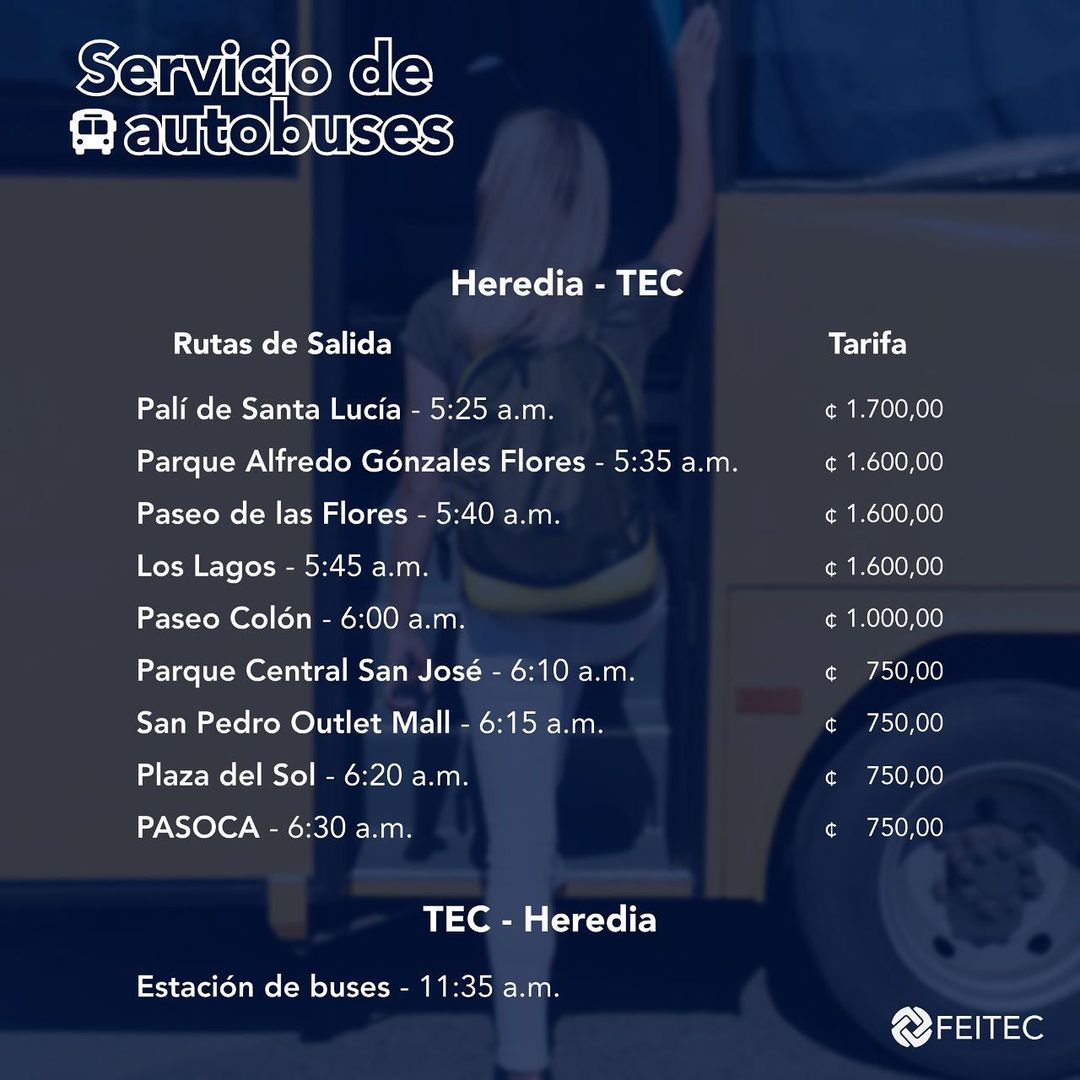 Servicio de
autobuses
Heredia - TEC
Rutas de Salida Tarifa
Palí de Santa Lucía - 5:25 a.m. ¢ 1.700,00
Parque Alfredo Gónzales Flores - 5:35 a.m. ¢ 1.600,00
Paseo de las Flores - 5:40 a.m. ¢ 1.600,00
Los Lagos - 5:45 a.m. ¢ 1.600,00
Paseo Colón - 6:00 a.m. ¢ 1.000,00
Parque Central San José - 6:10 a.m. ¢ 750,00
San Pedro Outlet Mall - 6:15 a.m. ¢ 750,00
Plaza del Sol - 6:20 a.m. ¢ 750,00
PASOCA - 6:30 a.m. ¢ 750,00
TEC - Heredia
Estación de buses - 11:35 a.m.
FEITEC